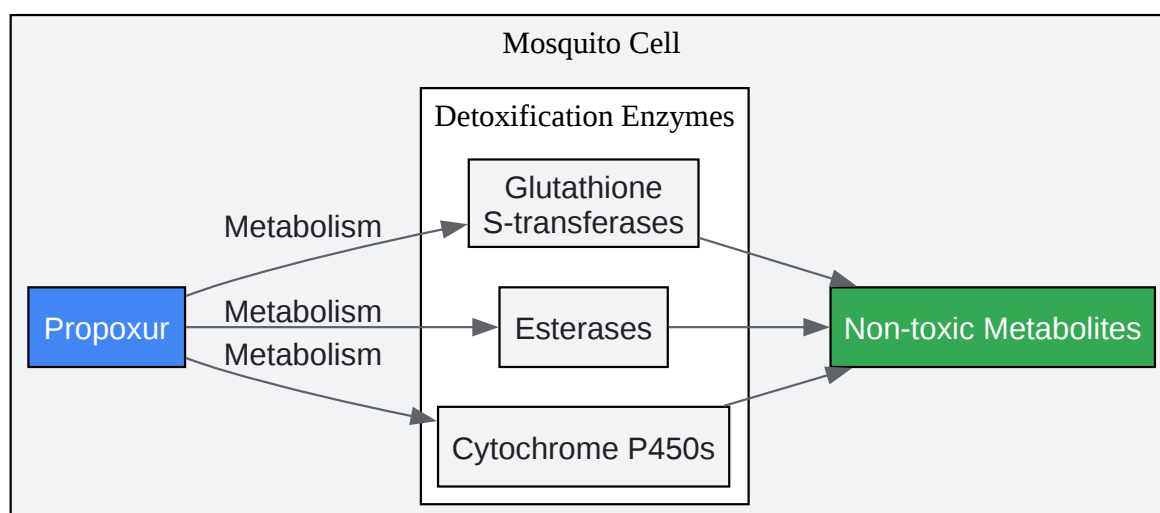 Mosquito Cell
Detoxification Enzymes
Glutathione
S-transferases
Metabolism
Propoxur
Metabolism
Esterases
Non-toxic Metabolites
Metabolism
Cytochrome P450s